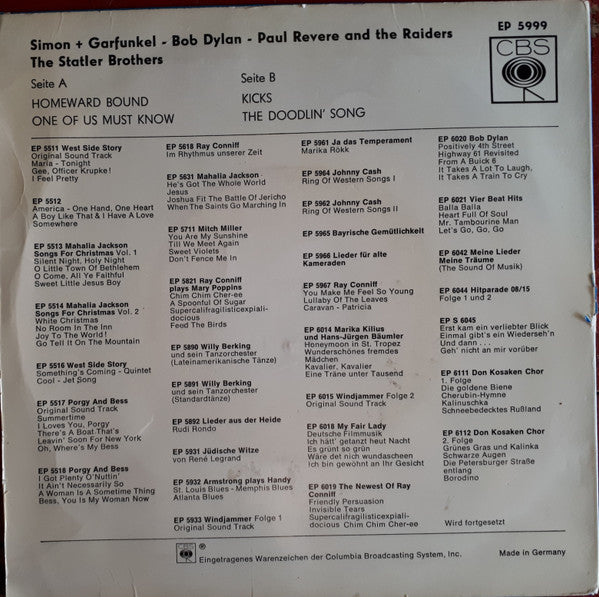 EP 5999
CBS
Simon + Garfunkel - Bob Dylan - Paul Revere and the Raiders
The Statler Brothers
Seite A
HOMEWARD BOUND
ONE OF US MUST KNOW
Seite B
KICKS
THE DOODLIN' SONG
EP 5511 West Side Story
Original Sound Track
Maria - Tonight
Gee, Officer Krupke!
I Feel Pretty
EP 5512
America - One Hand, One Heart
A Boy Like That & I Have a Love
Somewhere
EP 5513 Mahalia Jackson
Songs For Christmas Vol. 1
Silent Night, Holy Night
O Little Town Of Bethlehem
O Come, All Ye Faithful
Sweet Little Jesus Boy
EP 5514 Mahalia Jackson
Songs For Christmas Vol. 2
White Christmas
No Room In The Inn
Joy To The World!
Go Tell It On The Mountain
EP 5516 West Side Story
Something's Coming - Quintet
Cool - Jet Song
EP 5517 Porgy And Bess
Original Sound Track
Summertime
I Loves You, Porgy
There's A Boat That's
Leavin' Soon For New York
Oh, Where's My Bess
EP 5518 Porgy And Bess
I Got Plenty O'Nuttin'
It Ain't Necessarily So
A Woman Is A Sometime Thing
Bess, You Is My Woman Now
EP 5618 Ray Conniff
Im Rhythmus unserer Zeit
EP 5631 Mahalia Jackson
He's Got The Whole World
Jesus
Joshua Fit The Battle Of Jericho
When The Saints Go Marching In
EP 5711 Mitch Miller
You Are My Sunshine
Till We Meet Again
Sweet Violets
Don't Fence Me In
EP 5821 Ray Conniff
plays Mary Poppins
Chim Chim Cher-ee
A Spoonful Of Sugar
Supercalifragilisticexpiali-
docious
Feed The Birds
EP 5890 Willy Berking
und sein Tanzorchester
(Lateinamerikanische Tänze)
EP 5891 Willy Berking
und sein Tanzorchester
(Standardtänze)
EP 5892 Lieder aus der Heide
Rudi Rondo
EP 5931 Jüdische Witze
von René Legrand
EP 5932 Armstrong plays Handy
St. Louis Blues - Memphis Blues
Atlanta Blues
EP 5933 Windjammer Folge 1
Original Sound Track
EP 5961 Ja das Temperament
Marika Rökk
EP 5964 Johnny Cash
Ring Of Western Songs I
EP 5962 Johnny Cash
Ring Of Western Songs II
EP 5965 Bayrische Gemütlichkeit
EP 5966 Lieder für alte
Kameraden
EP 5967 Ray Conniff
You Make Me Feel So Young
Lullaby Of The Leaves
Caravan - Patricia
EP 6014 Marika Kilius
und Hans-Jürgen Bäumler
Honeymoon in St. Tropez
Wunderschönes fremdes
Mädchen
Kavalier, Kavalier
Eine Träne unter Tausend
EP 6015 Windjammer Folge 2
Original Sound Track
EP 6018 My Fair Lady
Deutsche Filmmusik
Ich hätt' getanzt heut Nacht
Es grünt so grün
Wäre det nich wundascheen
Ich bin gewöhnt an Ihr Gesicht
EP 6019 The Newest Of Ray
Conniff
Friendly Persuasion
Invisible Tears
Supercalifragilisticexpiali-
docious Chim Chim Cher-ee
EP 6020 Bob Dylan
Positively 4th Street
Highway 61 Revisited
From A Buick 6
It Takes A Lot To Laugh,
It Takes A Train To Cry
EP 6021 Vier Beat Hits
Balla Balla
Heart Full Of Soul
Mr. Tambourine Man
Let's Go, Go, Go
EP 6042 Meine Lieder
Meine Träume
(The Sound Of Music)
EP 6044 Hitparade 08/15
Folge 1 und 2
EP S 6045
Erst kam ein verliebter Blick
Einmal gibt's ein Wiederseh'n
Und dann ...
Geh' nicht an mir vorüber
EP 6111 Don Kosaken Chor
1. Folge
Die goldene Biene
Cherubin-Hymne
Kalinuschka
Schneebedecktes Rußland
EP 6112 Don Kosaken Chor
2. Folge
Grünes Gras und Kalinka
Schwarze Augen
Die Petersburger Straße
entlang
Borodino
Wird fortgesetzt
CBS
℗
Eingetragenes Warenzeichen der Columbia Broadcasting System, Inc.
Made in Germany